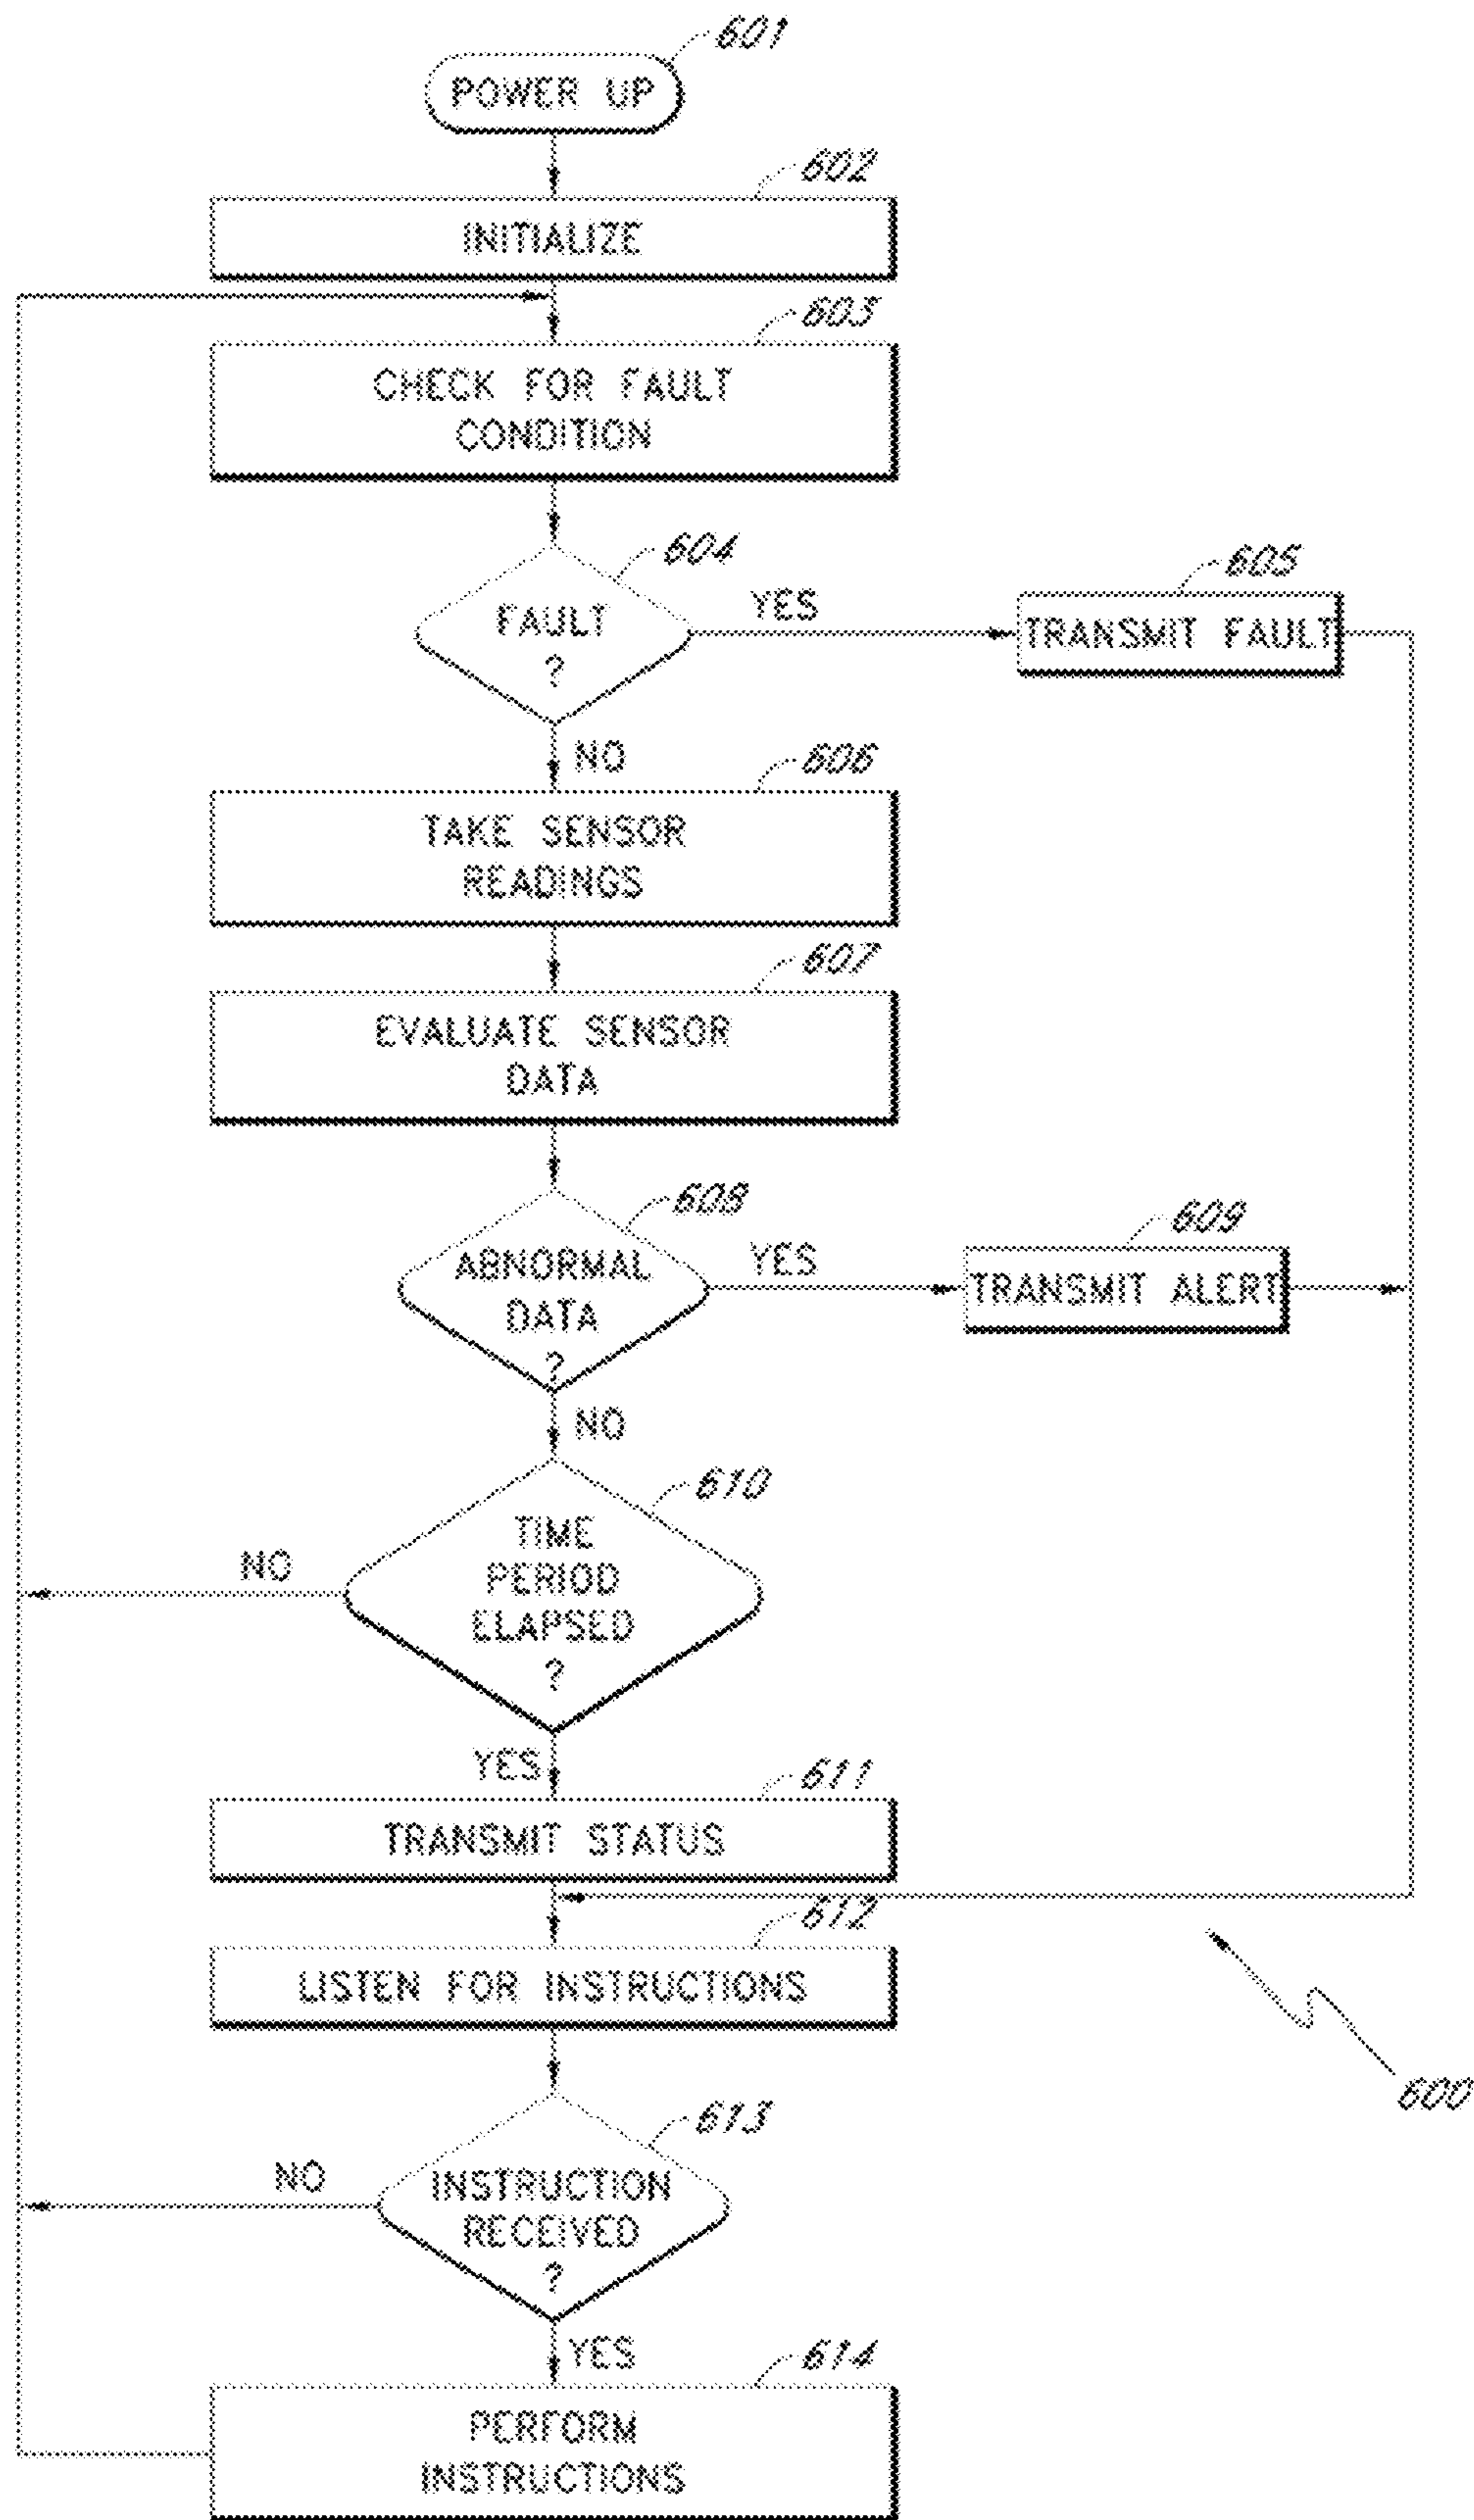 601
POWER UP
602
INITIALIZE
603
CHECK FOR FAULT
CONDITION
604
FAULT
?
YES
605
TRANSMIT FAULT
NO
606
TAKE SENSOR
READINGS
607
EVALUATE SENSOR
DATA
608
ABNORMAL
DATA
?
YES
609
TRANSMIT ALERT
NO
610
TIME
PERIOD
ELAPSED
?
NO
YES
611
TRANSMIT STATUS
612
LISTEN FOR INSTRUCTIONS
600
613
INSTRUCTION
RECEIVED
?
NO
YES
614
PERFORM
INSTRUCTIONS